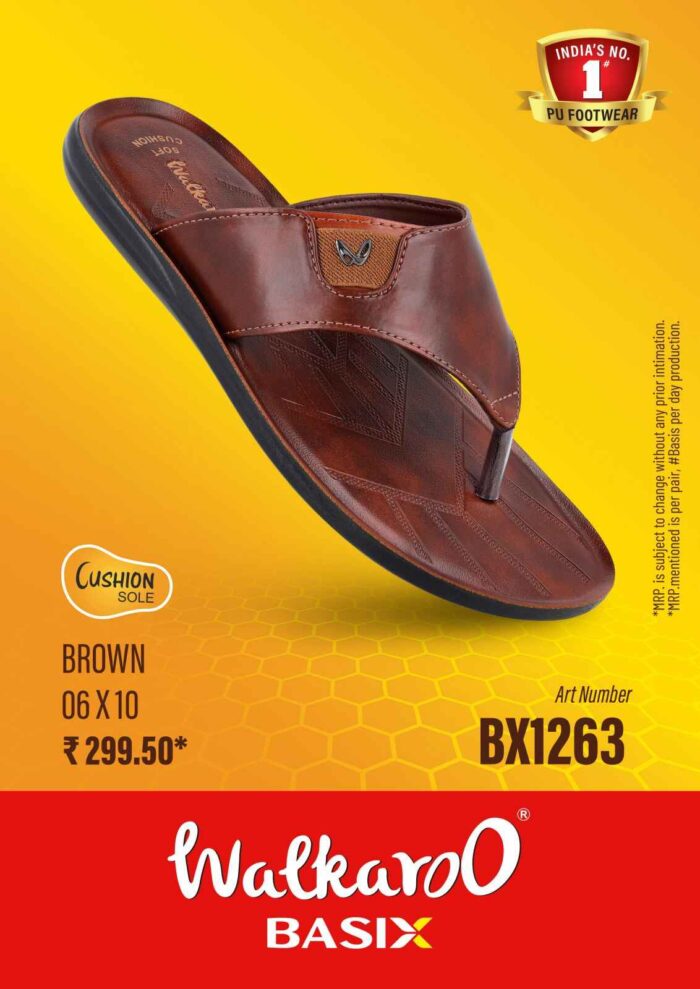 INDIA'S NO.
1#
PU FOOTWEAR
SOFT
CUSHION
Walkaroo
*MRP. is subject to change without any prior intimation.
*MRP.mentioned is per pair, #Basis per day production.
CUSHION
SOLE
BROWN
06 X 10
₹ 299.50*
Art Number
BX1263
WalkaroO®
BASIX